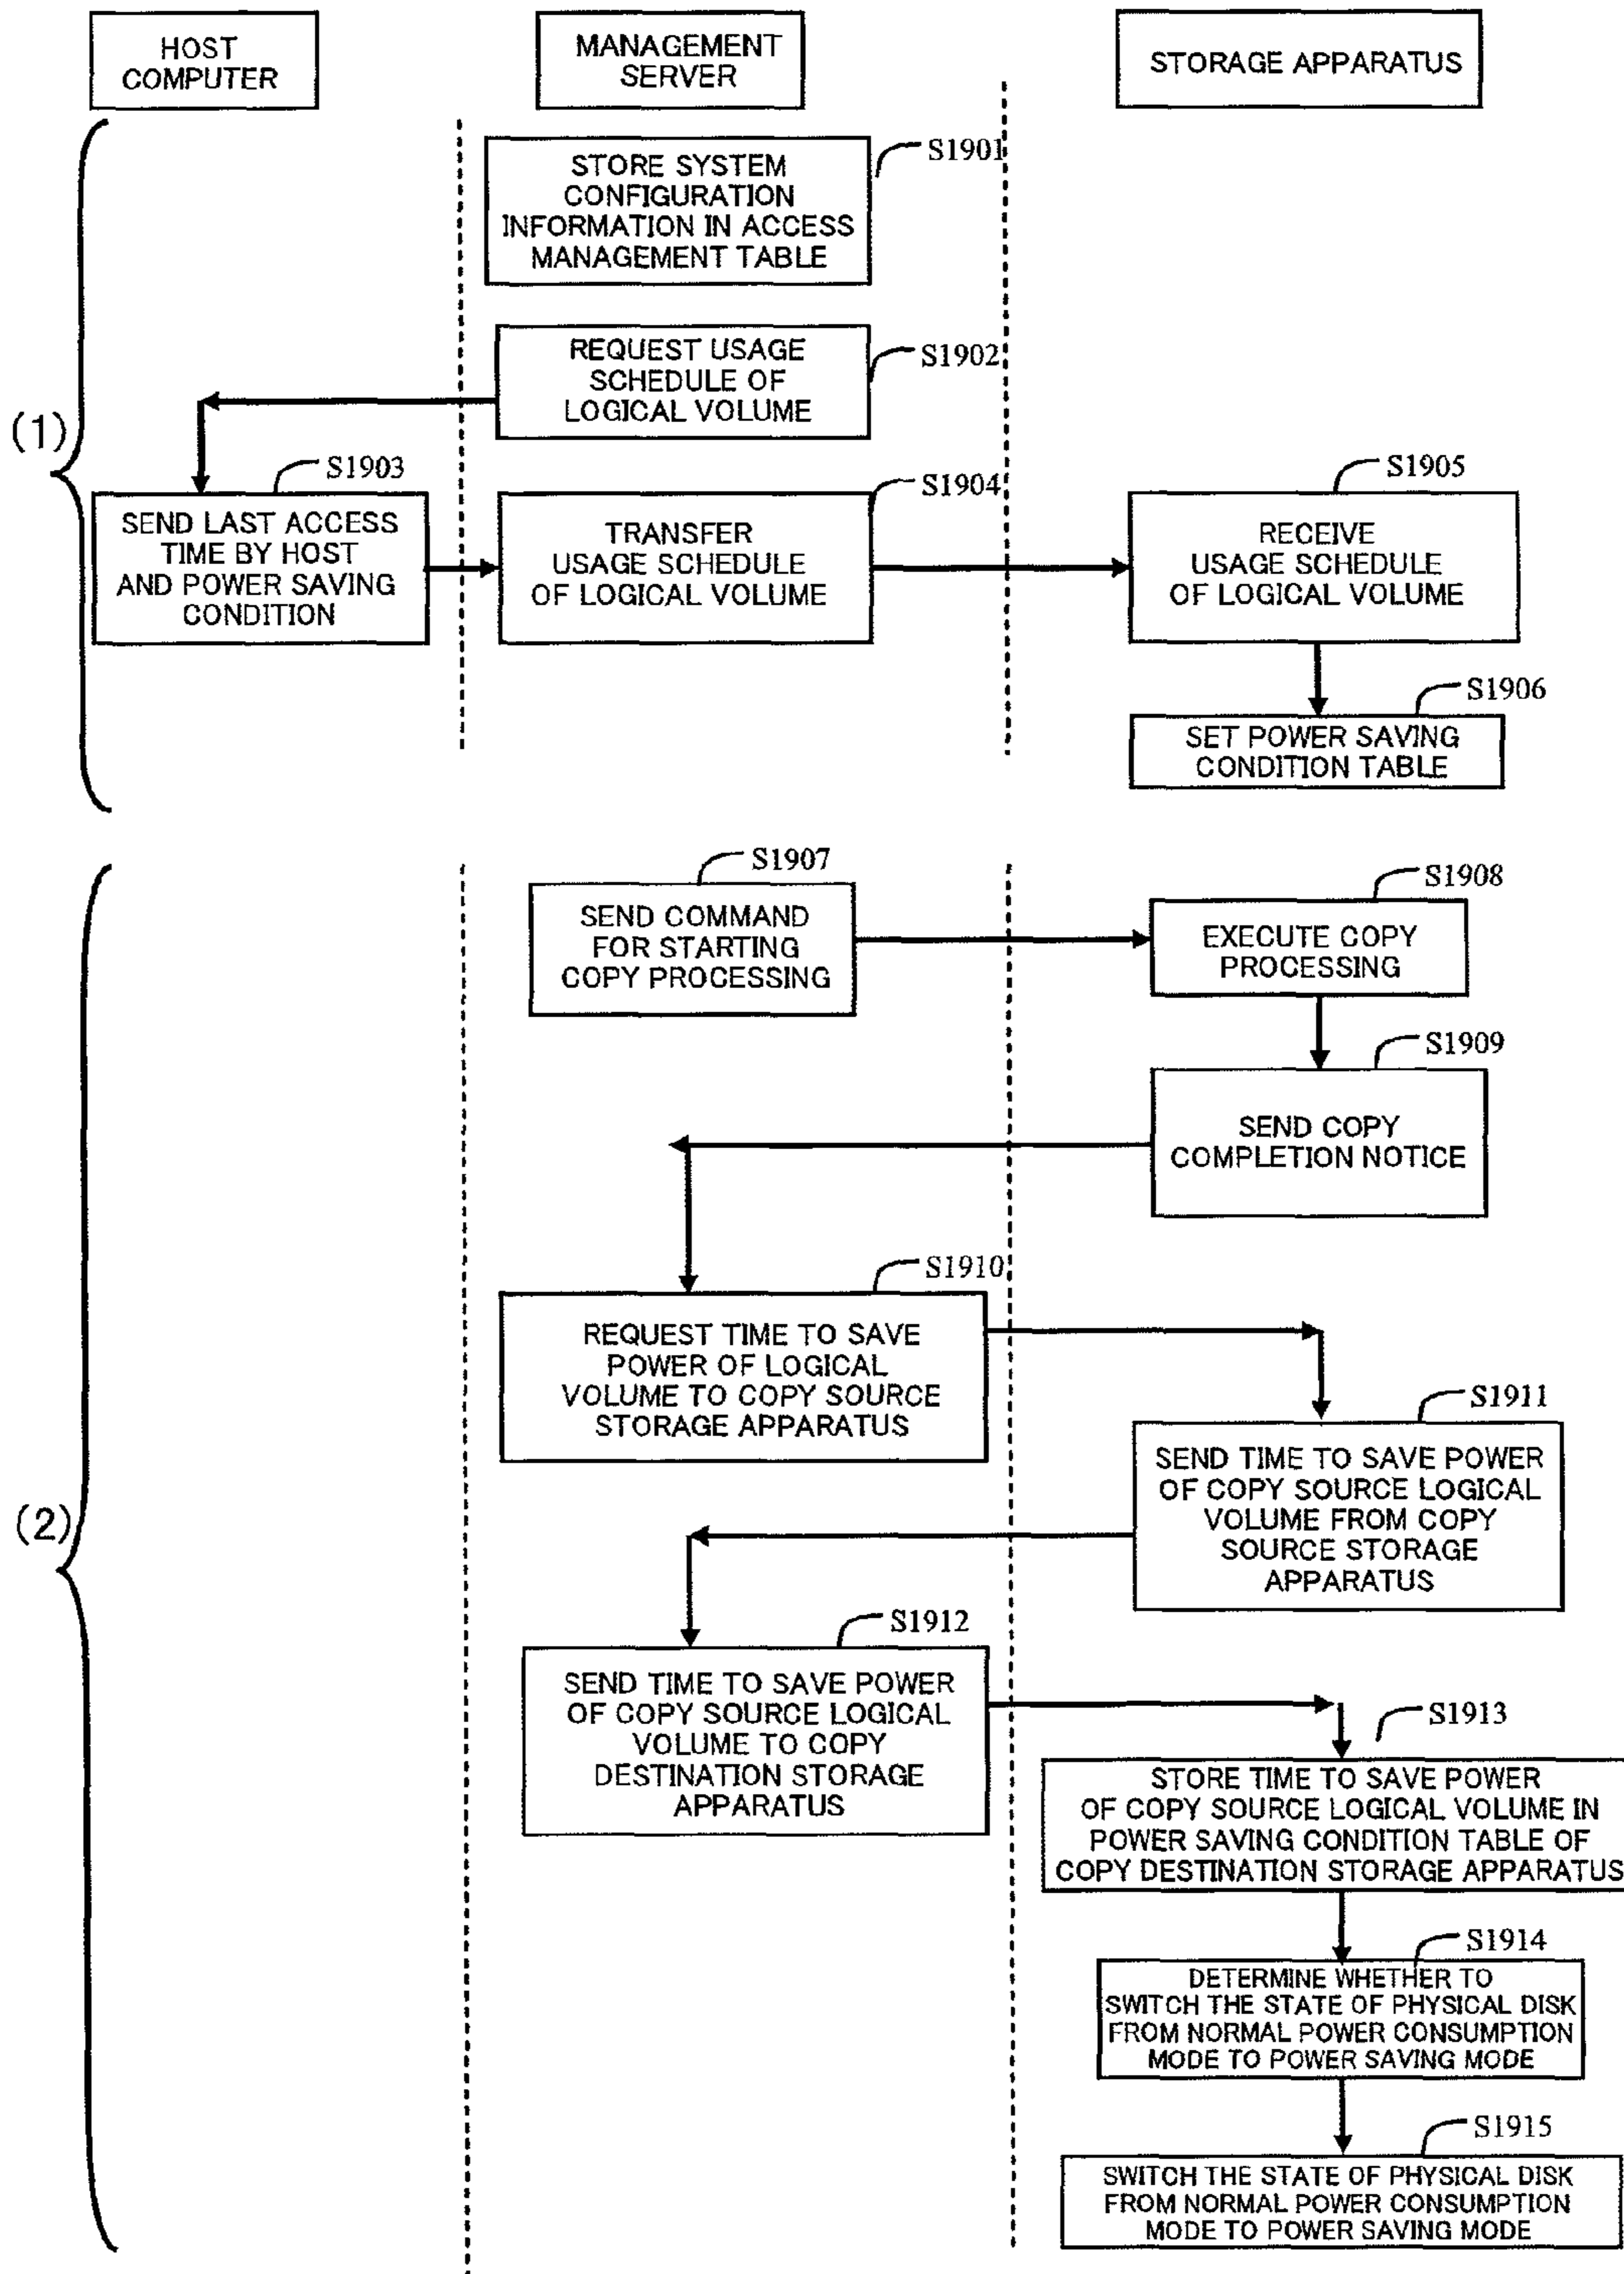 HOST
COMPUTER
MANAGEMENT
SERVER
STORAGE APPARATUS
(1)
S1901
STORE SYSTEM
CONFIGURATION
INFORMATION IN ACCESS
MANAGEMENT TABLE
S1902
REQUEST USAGE
SCHEDULE OF
LOGICAL VOLUME
S1903
SEND LAST ACCESS
TIME BY HOST
AND POWER SAVING
CONDITION
S1904
TRANSFER
USAGE SCHEDULE
OF LOGICAL VOLUME
S1905
RECEIVE
USAGE SCHEDULE
OF LOGICAL VOLUME
S1906
SET POWER SAVING
CONDITION TABLE
(2)
S1907
SEND COMMAND
FOR STARTING
COPY PROCESSING
S1908
EXECUTE COPY
PROCESSING
S1909
SEND COPY
COMPLETION NOTICE
S1910
REQUEST TIME TO SAVE
POWER OF LOGICAL
VOLUME TO COPY SOURCE
STORAGE APPARATUS
S1911
SEND TIME TO SAVE POWER
OF COPY SOURCE LOGICAL
VOLUME FROM COPY
SOURCE STORAGE
APPARATUS
S1912
SEND TIME TO SAVE POWER
OF COPY SOURCE LOGICAL
VOLUME TO COPY
DESTINATION STORAGE
APPARATUS
S1913
STORE TIME TO SAVE POWER
OF COPY SOURCE LOGICAL VOLUME IN
POWER SAVING CONDITION TABLE OF
COPY DESTINATION STORAGE APPARATUS
S1914
DETERMINE WHETHER TO
SWITCH THE STATE OF PHYSICAL DISK
FROM NORMAL POWER CONSUMPTION
MODE TO POWER SAVING MODE
S1915
SWITCH THE STATE OF PHYSICAL DISK
FROM NORMAL POWER CONSUMPTION
MODE TO POWER SAVING MODE